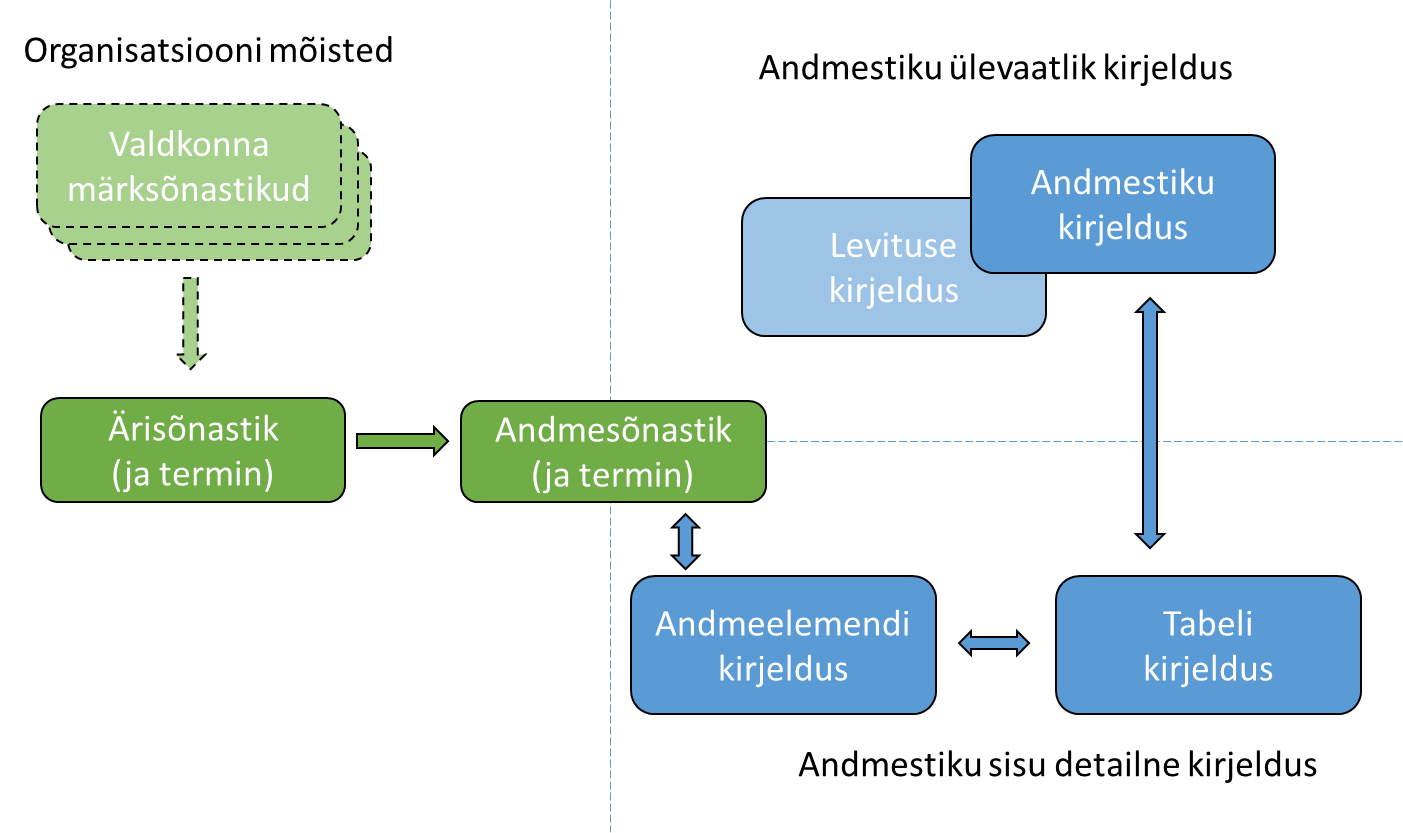 Organisatsiooni mõisted
Valdkonna
märksõnastikud
Ärisõnastik
(ja termin)
Andmesõnastik
(ja termin)
Andmestiku ülevaatlik kirjeldus
Andmestiku
kirjeldus
Levituse
kirjeldus
Andmeelemendi
kirjeldus
Tabeli
kirjeldus
Andmestiku sisu detailne kirjeldus